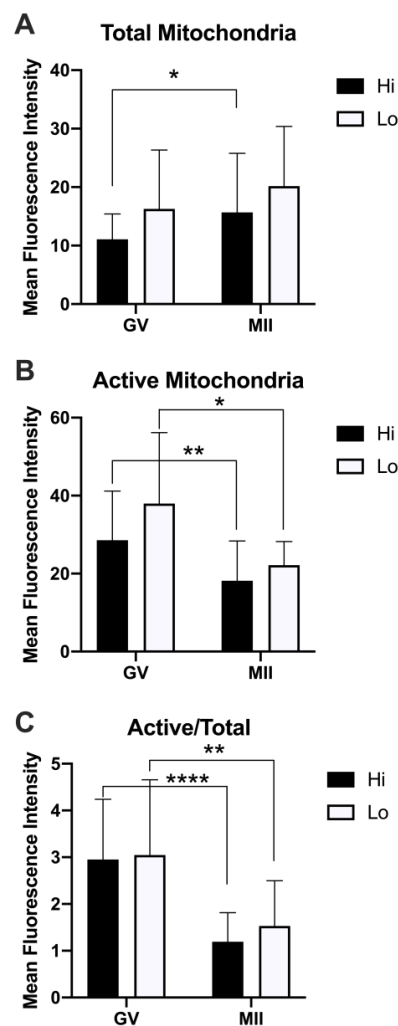 A
Total Mitochondria
Mean Fluorescence Intensity
40
30
20
10
0
*
GV
MII
Hi
Lo
B
Active Mitochondria
Mean Fluorescence Intensity
60
40
20
0
*
**
GV
MII
Hi
Lo
C
Active/Total
Mean Fluorescence Intensity
5
4
3
2
1
0
**
****
GV
MII
Hi
Lo